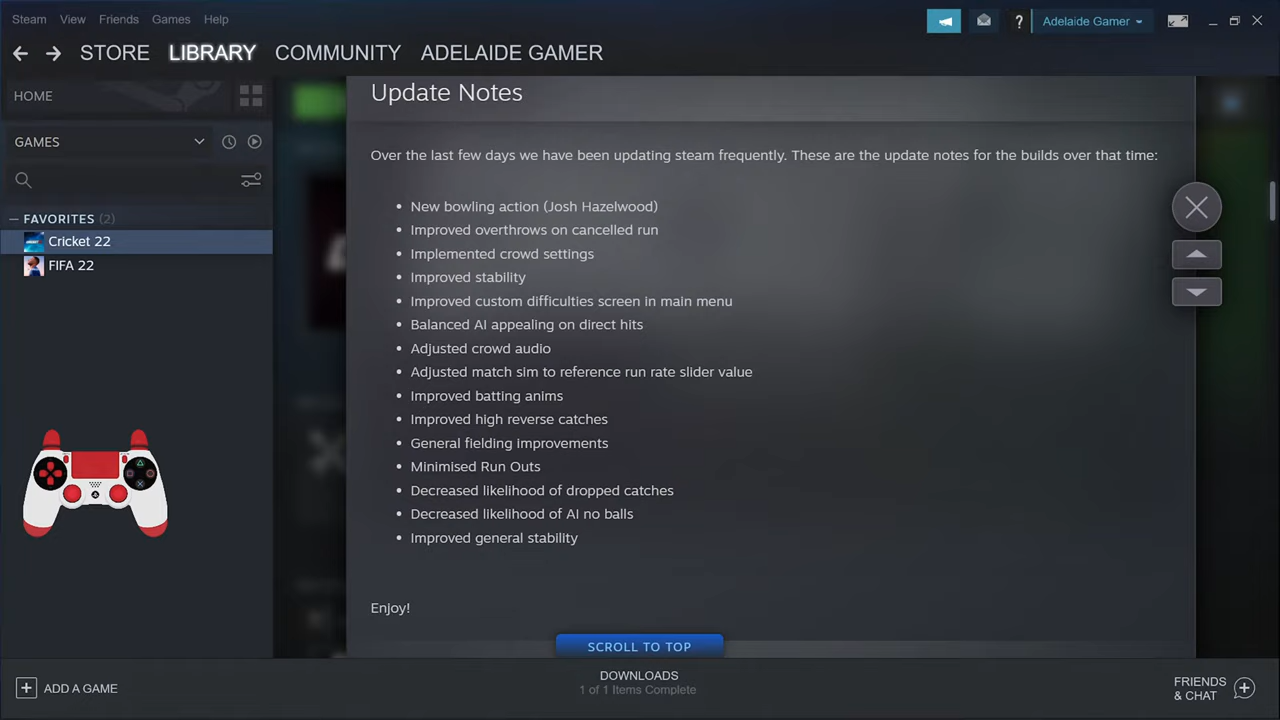 Steam View Friends Games Help
? Adelaide Gamer
STORE LIBRARY COMMUNITY ADELAIDE GAMER
HOME
GAMES
FAVORITES (2)
Cricket 22
FIFA 22
Update Notes
Over the last few days we have been updating steam frequently. These are the update notes for the builds over that time:
• New bowling action (Josh Hazelwood)
• Improved overthrows on cancelled run
• Implemented crowd settings
• Improved stability
• Improved custom difficulties screen in main menu
• Balanced AI appealing on direct hits
• Adjusted crowd audio
• Adjusted match sim to reference run rate slider value
• Improved batting anims
• Improved high reverse catches
• General fielding improvements
• Minimised Run Outs
• Decreased likelihood of dropped catches
• Decreased likelihood of AI no balls
• Improved general stability
Enjoy!
SCROLL TO TOP
ADD A GAME
DOWNLOADS
1 of 1 Items Complete
FRIENDS
& CHAT